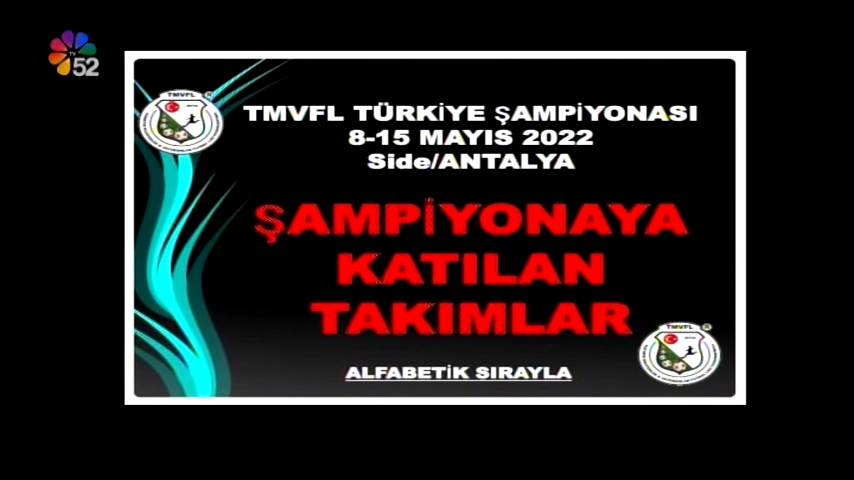 TV
52
TMVFL
TMVFL TÜRKİYE ŞAMPİYONASI
8-15 MAYIS 2022
Side/ANTALYA
ŞAMPİYONAYA
KATILAN
TAKIMLAR
ALFABETİK SIRAYLA
TMVFL